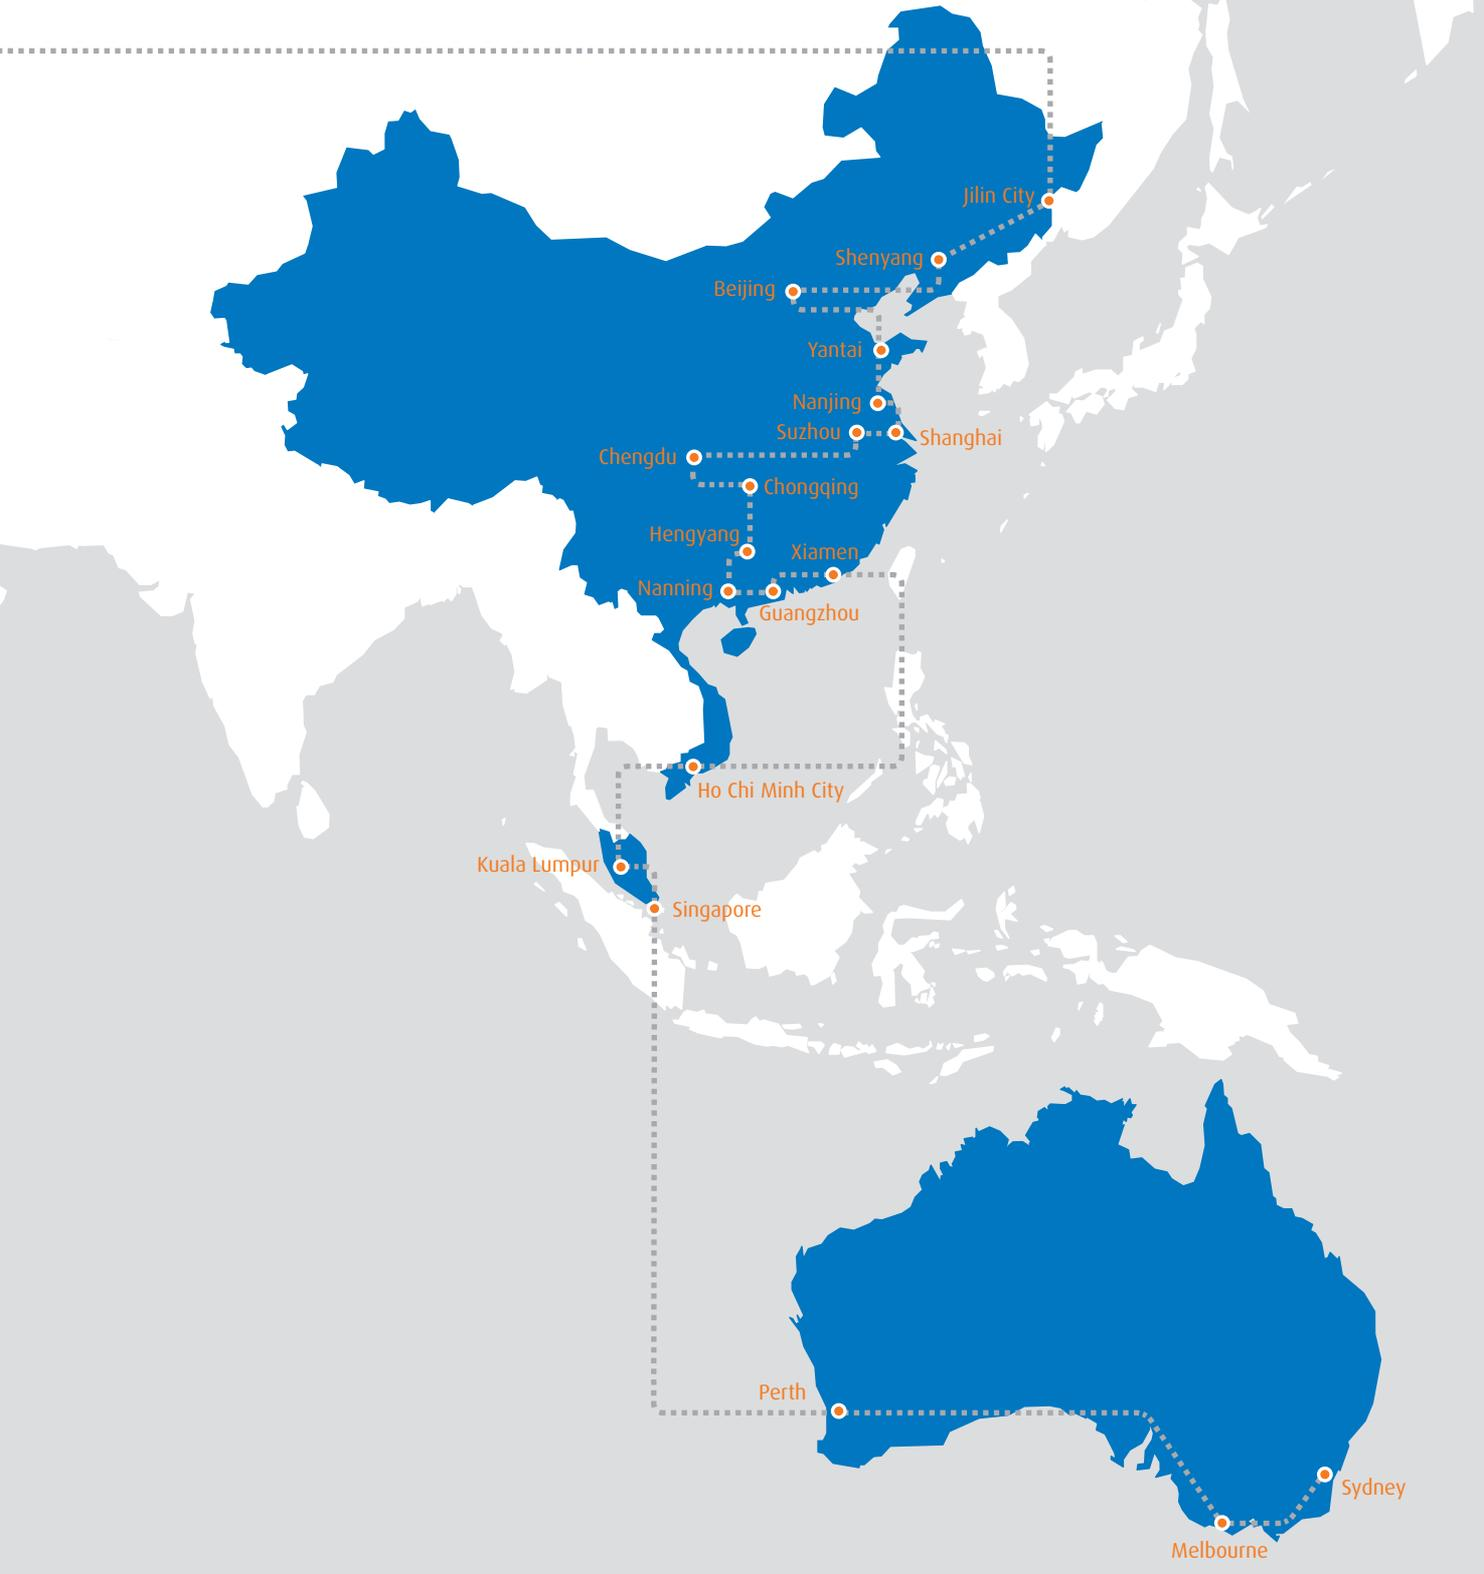 Jilin City
Shenyang
Beijing
Yantai
Nanjing
Suzhou
Shanghai
Chengdu
Chongqing
Hengyang
Xiamen
Nanning
Guangzhou
Ho Chi Minh City
Kuala Lumpur
Singapore
Perth
Sydney
Melbourne